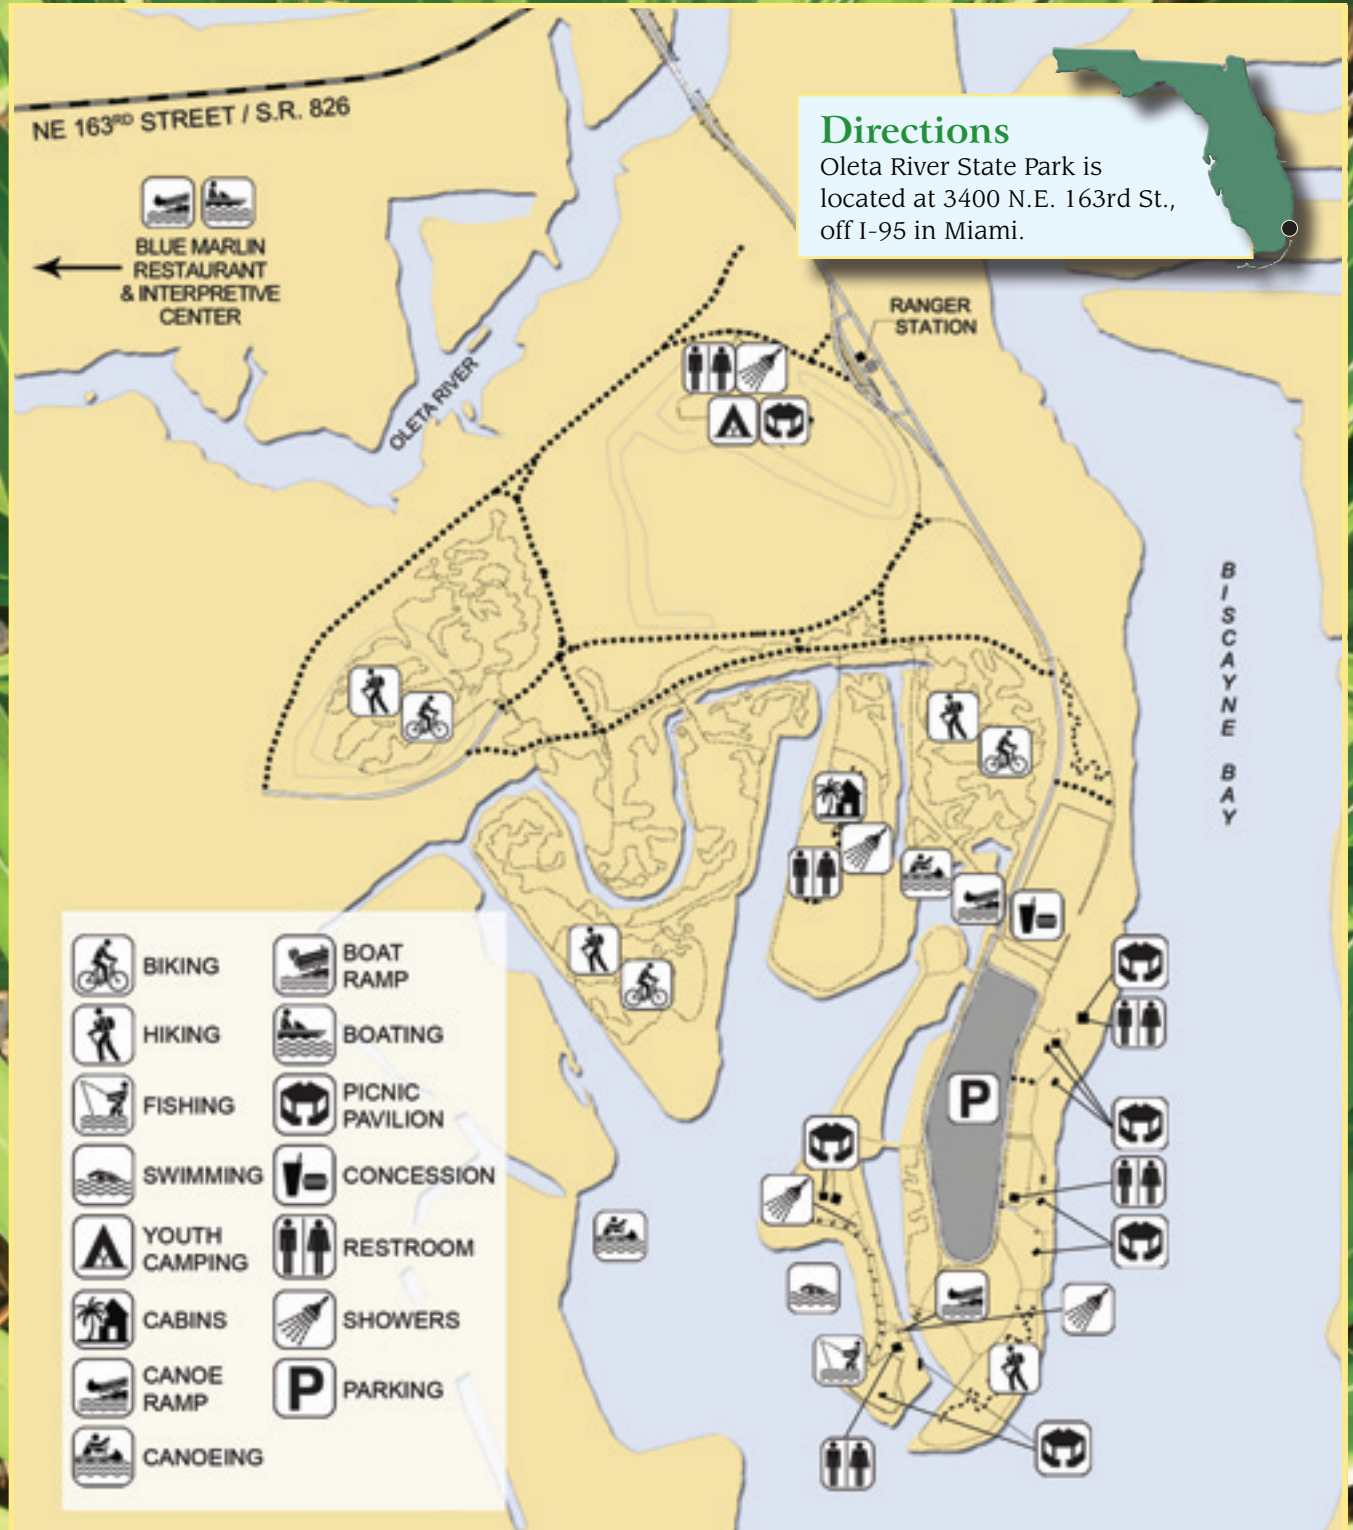 NE 163RD STREET / S.R. 826
Directions
Oleta River State Park is
located at 3400 N.E. 163rd St.,
off I-95 in Miami.
BLUE MARLIN
RESTAURANT
& INTERPRETIVE
CENTER
RANGER
STATION
OLETA RIVER
BISCAYNE BAY
P
BIKING
HIKING
FISHING
SWIMMING
YOUTH
CAMPING
CABINS
CANOE
RAMP
CANOEING
BOAT
RAMP
BOATING
PICNIC
PAVILION
CONCESSION
RESTROOM
SHOWERS
P PARKING